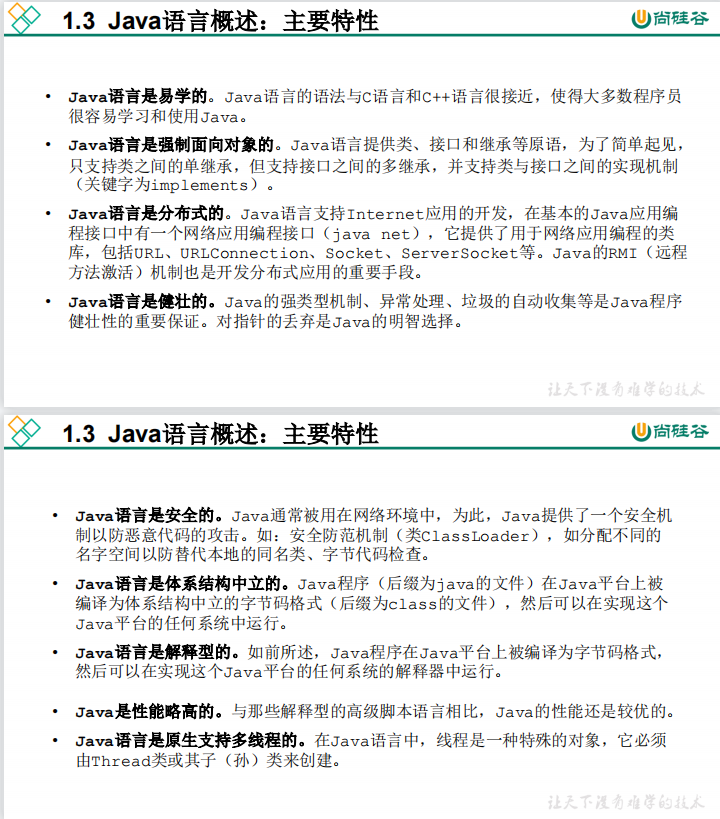 1.3 Java语言概述：主要特性
尚硅谷
• Java语言是易学的。Java语言的语法与C语言和C++语言很接近，使得大多数程序员
很容易学习和使用Java。
• Java语言是强制面向对象的。Java语言提供类、接口和继承等原语，为了简单起见，
只支持类之间的单继承，但支持接口之间的多继承，并支持类与接口之间的实现机制
（关键字为implements）。
• Java语言是分布式的。Java语言支持Internet应用的开发，在基本的Java应用编
程接口中有一个网络应用编程接口（java net），它提供了用于网络应用编程的类
库，包括URL、URLConnection、Socket、ServerSocket等。Java的RMI（远程
方法激活）机制也是开发分布式应用的重要手段。
• Java语言是健壮的。Java的强类型机制、异常处理、垃圾的自动收集等是Java程序
健壮性的重要保证。对指针的丢弃是Java的明智选择。
让天下没有难学的技术
1.3 Java语言概述：主要特性
尚硅谷
• Java语言是安全的。Java通常被用在网络环境中，为此，Java提供了一个安全机
制以防恶意代码的攻击。如：安全防范机制（类ClassLoader），如分配不同的
名字空间以防替代本地的同名类、字节代码检查。
• Java语言是体系结构中立的。Java程序（后缀为java的文件）在Java平台上被
编译为体系结构中立的字节码格式（后缀为class的文件），然后可以在实现这个
Java平台的任何系统中运行。
• Java语言是解释型的。如前所述，Java程序在Java平台上被编译为字节码格式，
然后可以在实现这个Java平台的任何系统的解释器中运行。
• Java是性能略高的。与那些解释型的高级脚本语言相比，Java的性能还是较优的。
• Java语言是原生支持多线程的。在Java语言中，线程是一种特殊的对象，它必须
由Thread类或其子（孙）类来创建。
让天下没有难学的技术